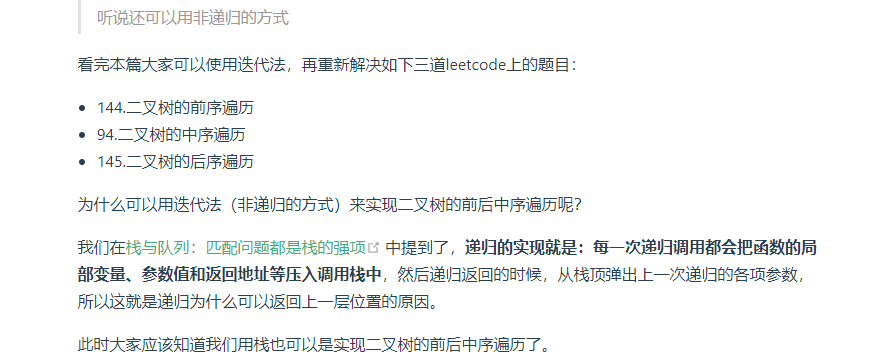 听说还可以用非递归的方式
看完本篇大家可以使用迭代法，再重新解决如下三道leetcode上的题目：
144.二叉树的前序遍历
94.二叉树的中序遍历
145.二叉树的后序遍历
为什么可以用迭代法（非递归的方式）来实现二叉树的前后中序遍历呢？
我们在栈与队列：匹配问题都是栈的强项 中提到了，递归的实现就是：每一次递归调用都会把函数的局
部变量、参数值和返回地址等压入调用栈中，然后递归返回的时候，从栈顶弹出上一次递归的各项参数，
所以这就是递归为什么可以返回上一层位置的原因。
此时大家应该知道我们用栈也可以是实现二叉树的前后中序遍历了。